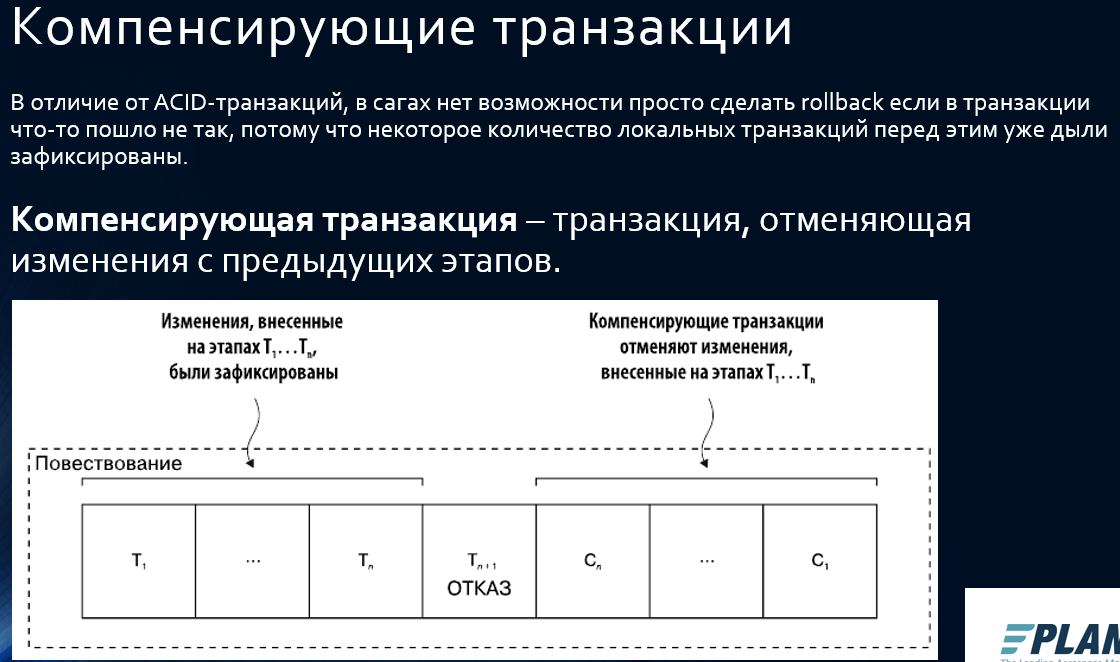 Компенсирующие транзакции
В отличие от ACID-транзакций, в сагах нет возможности просто сделать rollback если в транзакции
что-то пошло не так, потому что некоторое количество локальных транзакций перед этим уже дыли
зафиксированы.
Компенсирующая транзакция – транзакция, отменяющая
изменения с предыдущих этапов.
Изменения, внесенные
на этапах T₁...Tₙ,
были зафиксированы
Компенсирующие транзакции
отменяют изменения,
внесенные на этапах T₁...Tₙ
Повествование
T₁ ... Tₙ Tₙ₊₁ Cₙ ... C₁
ОТКАЗ
PLAN